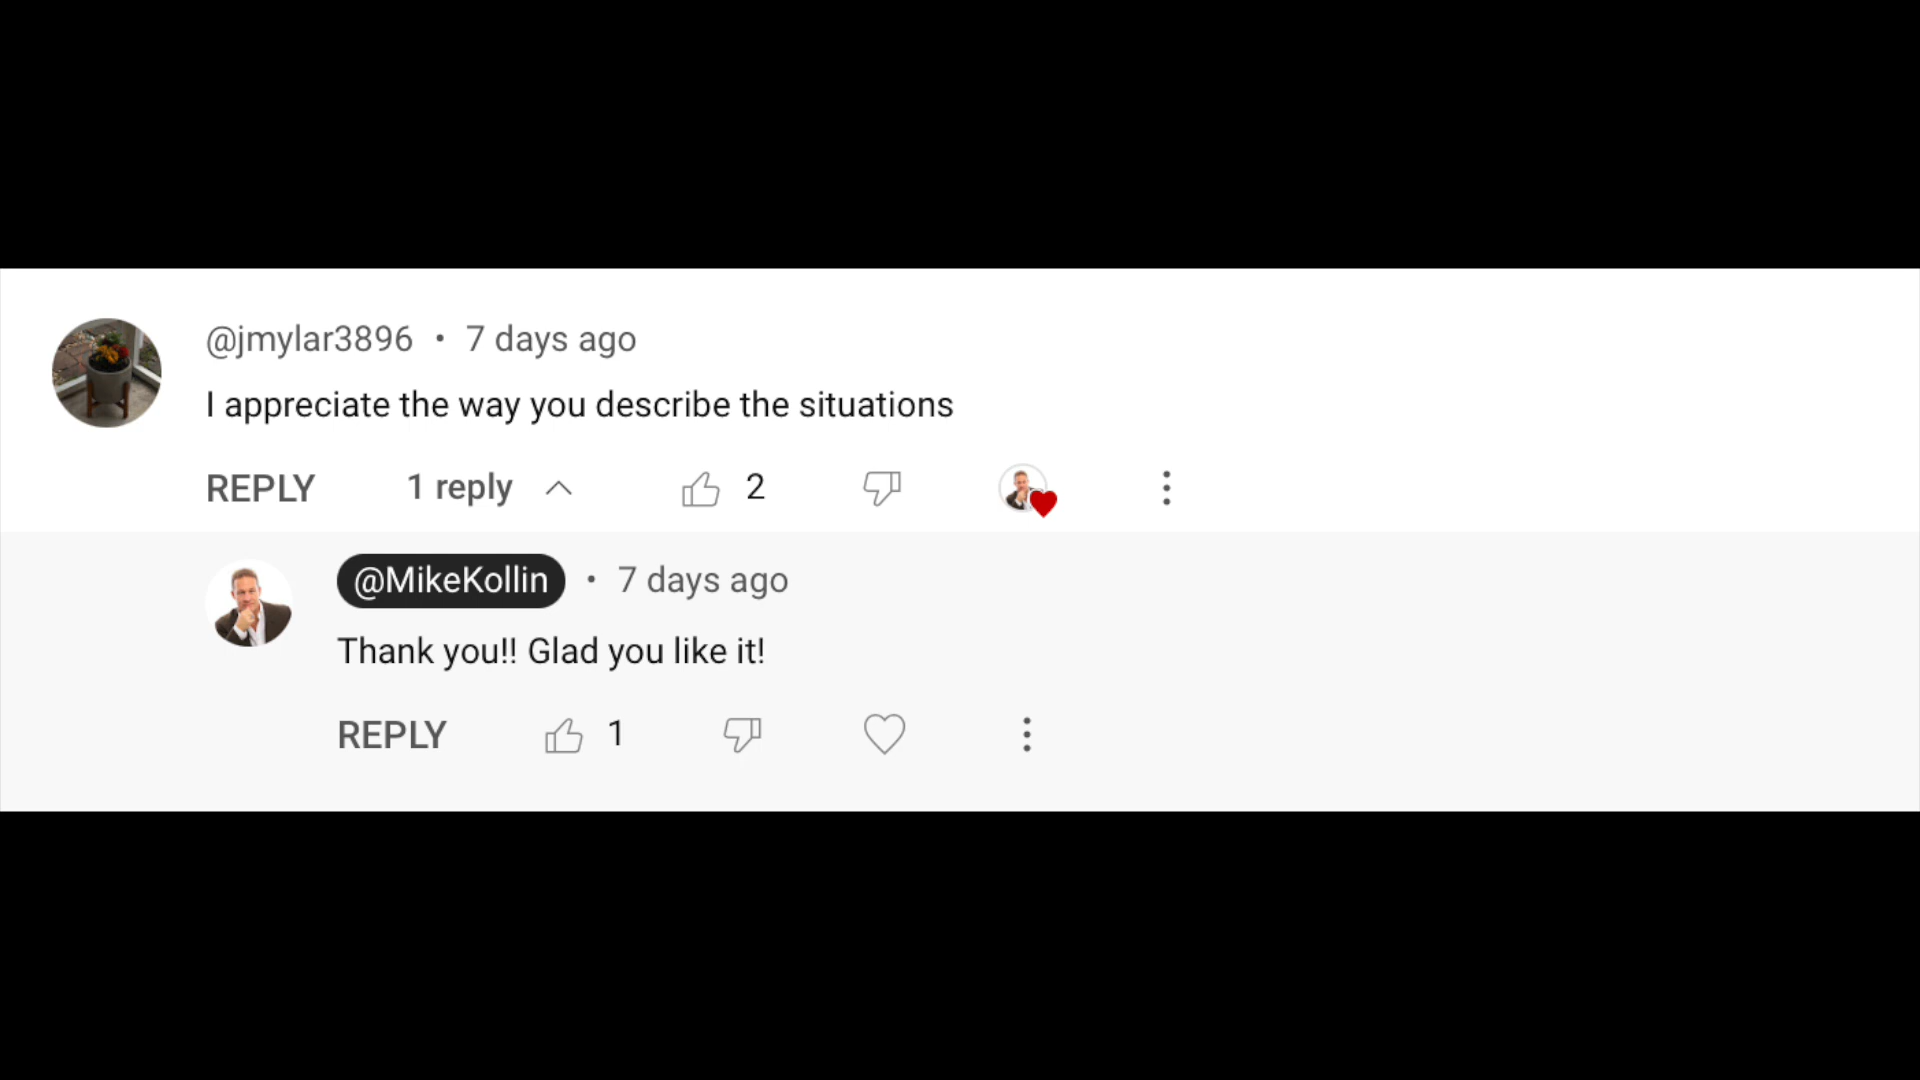 @jmylar3896 • 7 days ago
I appreciate the way you describe the situations
REPLY 1 reply 2
@MikeKollin • 7 days ago
Thank you!! Glad you like it!
REPLY 1